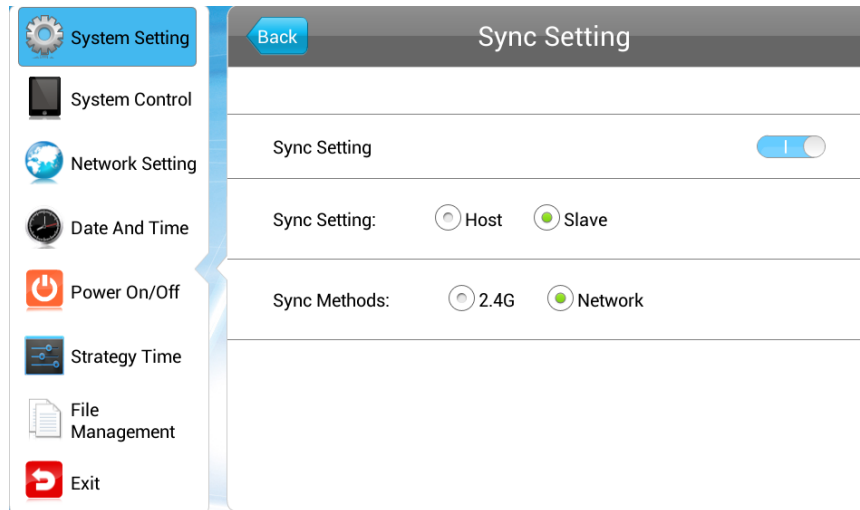 System Setting
System Control
Network Setting
Date And Time
Power On/Off
Strategy Time
File
Management
Exit
Back
Sync Setting
Sync Setting
Sync Setting: Host Slave
Sync Methods: 2.4G Network